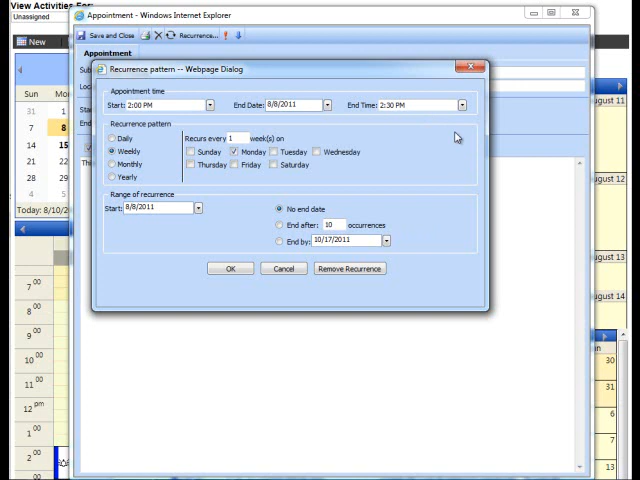 View Activities For:
Unassigned
Appointment - Windows Internet Explorer
New
Save and Close
Recurrence...
Appointment
Recurrence pattern -- Webpage Dialog
Appointment time
Start: 2:00 PM End Date: 8/8/2011 End Time: 2:30 PM
Recurrence pattern
Daily
Weekly
Monthly
Yearly
Recurs every 1 week(s) on
Sunday Monday Tuesday Wednesday
Thursday Friday Saturday
Range of recurrence
Start: 8/8/2011
No end date
End after: 10 occurrences
End by: 10/17/2011
OK Cancel Remove Recurrence
Sun Mo
31 1
7 8
14 15
21 22
28 29
4 5
Today: 8/10/20
7 00
8 00
9 00
10 00
11 00
12 pm
1 00
2 00
ugust 11
ugust 12
ugust 13
ugust 14
30
31
6
7
13